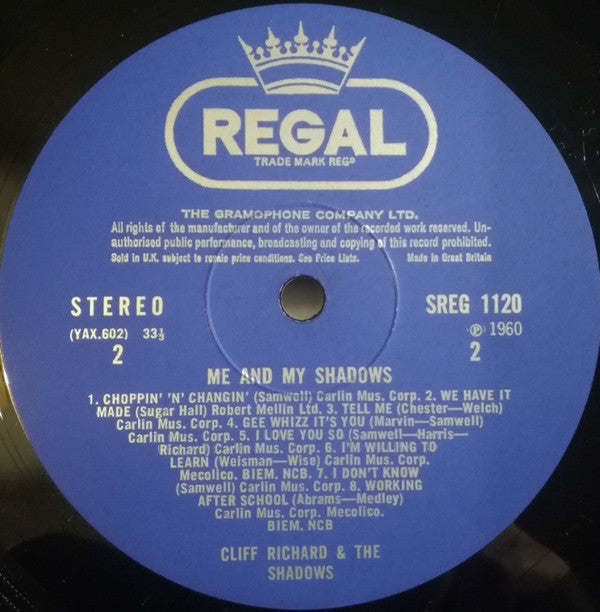 REGAL
TRADE MARK REGD
THE GRAMOPHONE COMPANY LTD.
All rights of the manufacturer and of the owner of the recorded work reserved. Un-
authorised public performance, broadcasting and copying of this record prohibited.
Sold in U.K. subject to resale price conditions. See Price Lists. Made in Great Britain
STEREO SREG 1120
(YAX.602) 33⅓ ℗ 1960
2 2
ME AND MY SHADOWS
1. CHOPPIN' 'N' CHANGIN' (Samwell) Carlin Mus. Corp. 2. WE HAVE IT
MADE (Sugar Hall) Robert Mellin Ltd. 3. TELL ME (Chester—Welch)
Carlin Mus. Corp. 4. GEE WHIZZ IT'S YOU (Marvin—Samwell)
Carlin Mus. Corp. 5. I LOVE YOU SO (Samwell—Harris—
Richard) Carlin Mus. Corp. 6. I'M WILLING TO
LEARN (Weisman—Wise) Carlin Mus. Corp.
Mecolico. BIEM. NCB. 7. I DON'T KNOW
(Samwell) Carlin Mus. Corp. 8. WORKING
AFTER SCHOOL (Abrams—Medley)
Carlin Mus. Corp. Mecolico.
BIEM. NCB
CLIFF RICHARD & THE
SHADOWS